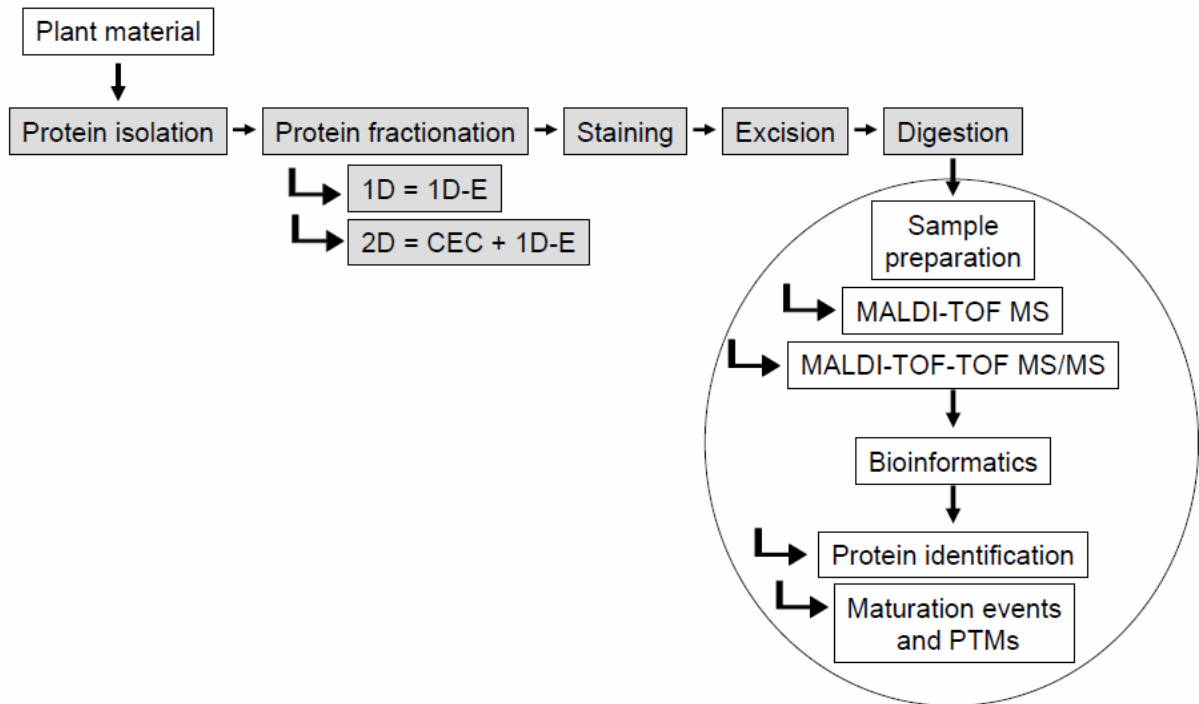 Plant material
Protein isolation
Protein fractionation
Staining
Excision
Digestion
1D = 1D-E
2D = CEC + 1D-E
Sample
preparation
MALDI-TOF MS
MALDI-TOF-TOF MS/MS
Bioinformatics
Protein identification
Maturation events
and PTMs